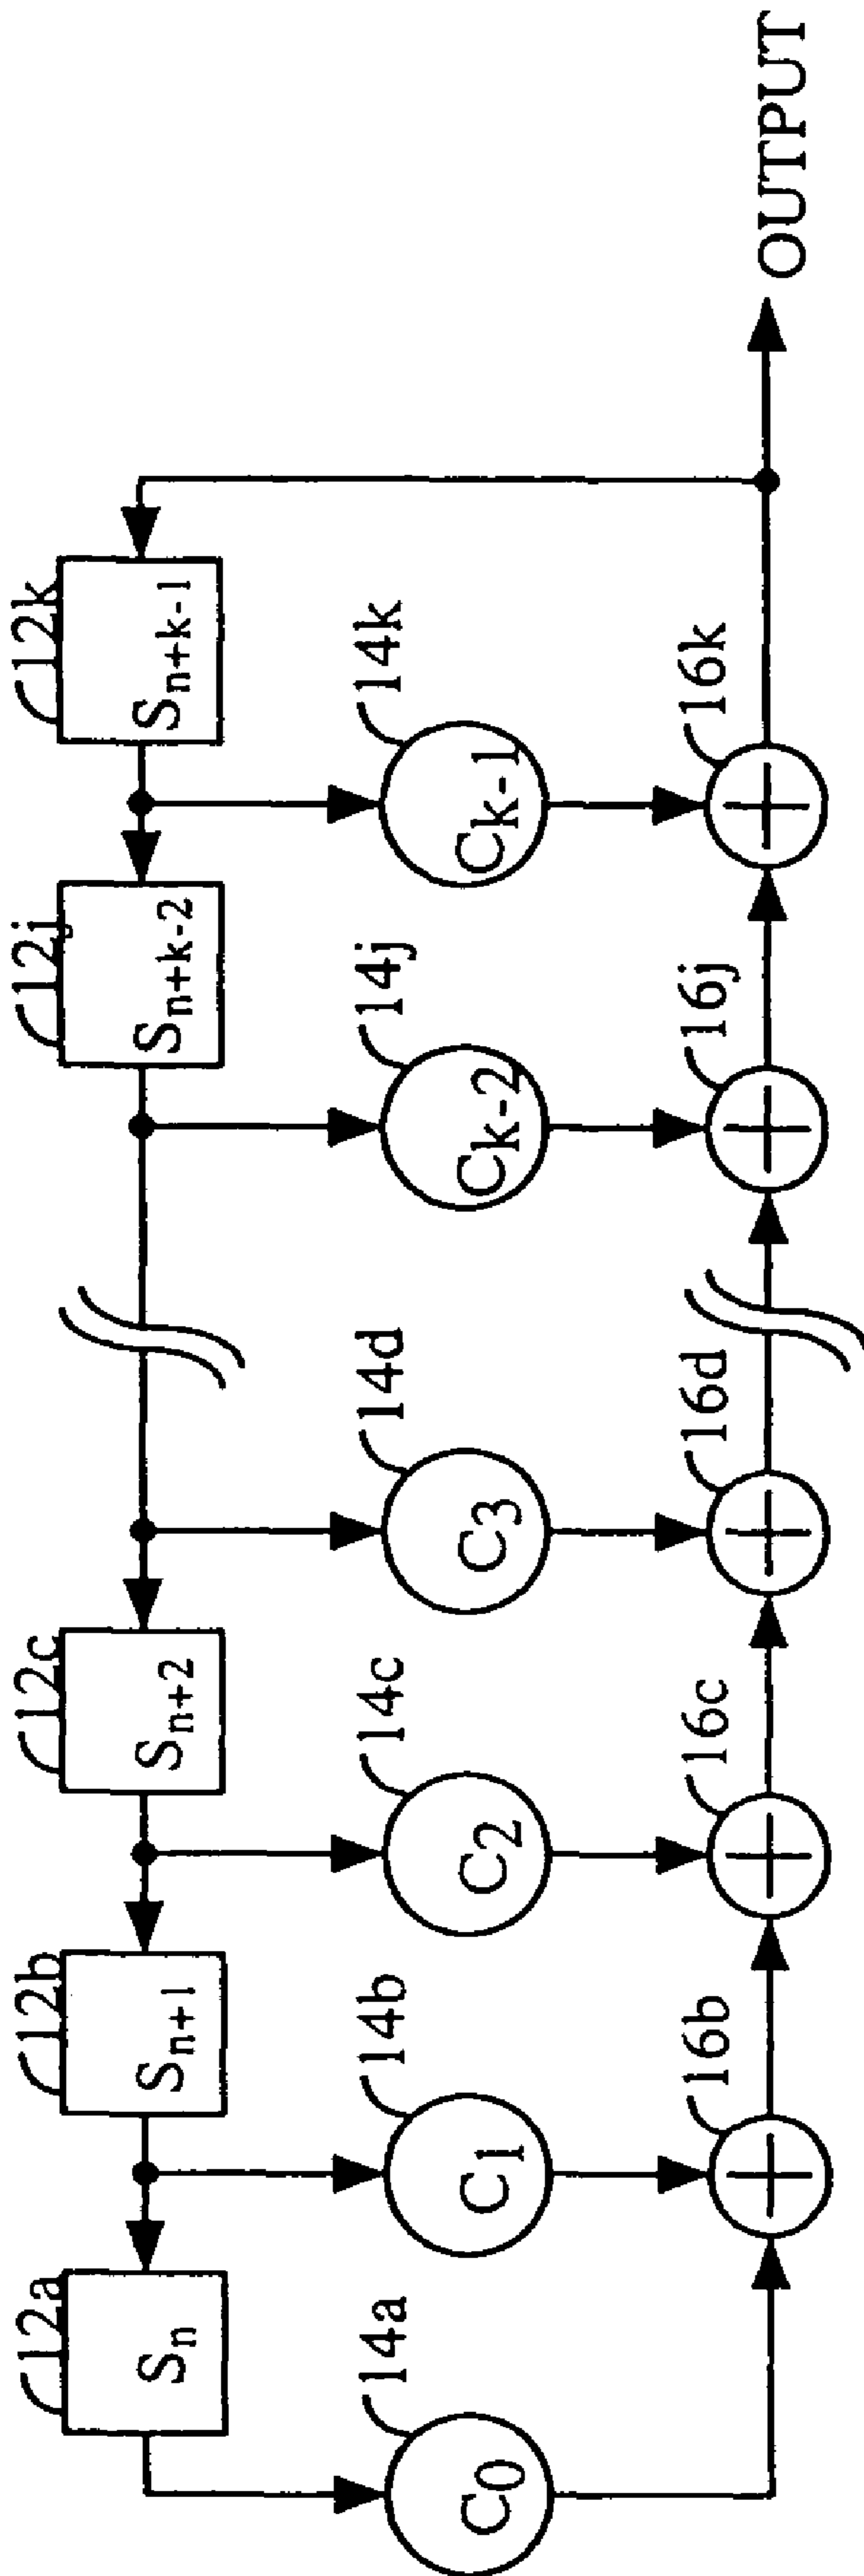 12a 12b 12c 12j 12k
Sn Sn+1 Sn+2 Sn+k-2 Sn+k-1
14a 14b 14c 14d 14j 14k
C0 C1 C2 C3 Ck-2 Ck-1
16b 16c 16d 16j 16k
+ + + + +
OUTPUT